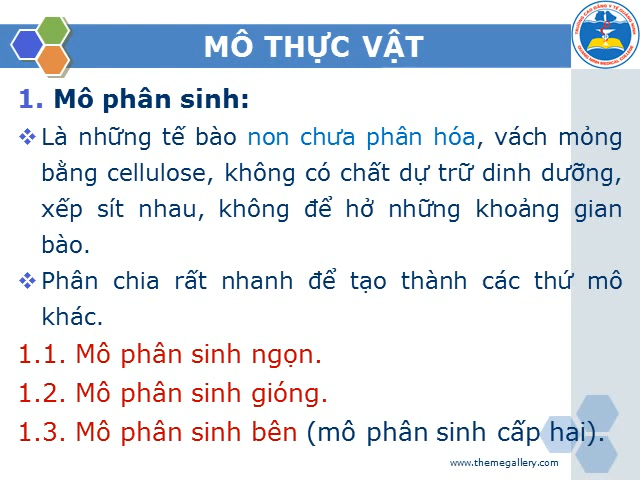 MÔ THỰC VẬT
1. Mô phân sinh:
Là những tế bào non chưa phân hóa, vách mỏng
bằng cellulose, không có chất dự trữ dinh dưỡng,
xếp sít nhau, không để hở những khoảng gian
bào.
Phân chia rất nhanh để tạo thành các thứ mô
khác.
1.1. Mô phân sinh ngọn.
1.2. Mô phân sinh gióng.
1.3. Mô phân sinh bên (mô phân sinh cấp hai).
www.themegallery.com